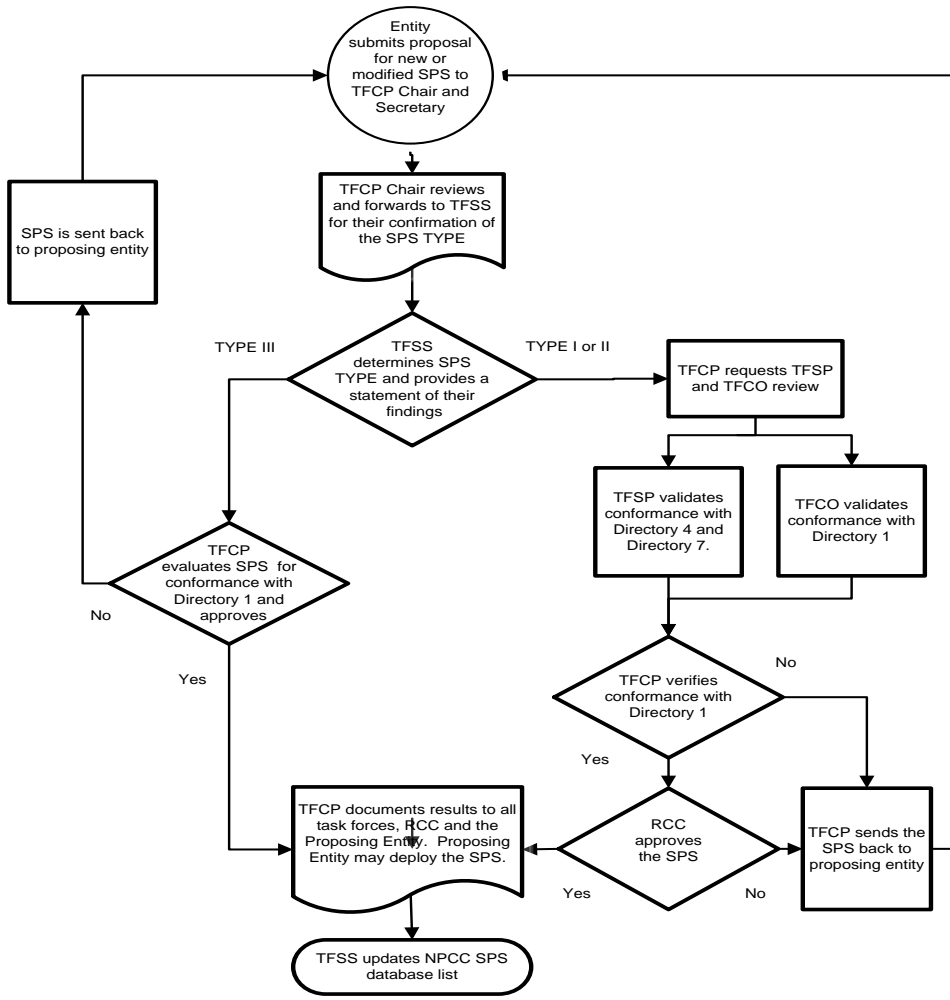 Entity
submits proposal
for new or
modified SPS to
TFCP Chair and
Secretary
TFCP Chair reviews
and forwards to TFSS
for their confirmation of
the SPS TYPE
SPS is sent back
to proposing entity
TYPE III
TFSS
determines SPS
TYPE and provides a
statement of their
findings
TYPE I or II
TFCP requests TFSP
and TFCO review
TFSP validates
conformance with
Directory 4 and
Directory 7.
TFCO validates
conformance with
Directory 1
TFCP
evaluates SPS for
conformance with
Directory 1 and
approves
No
Yes
TFCP verifies
conformance with
Directory 1
No
Yes
TFCP documents results to all
task forces, RCC and the
Proposing Entity. Proposing
Entity may deploy the SPS.
RCC
approves
the SPS
Yes
No
TFCP sends the
SPS back to
proposing entity
TFSS updates NPCC SPS
database list